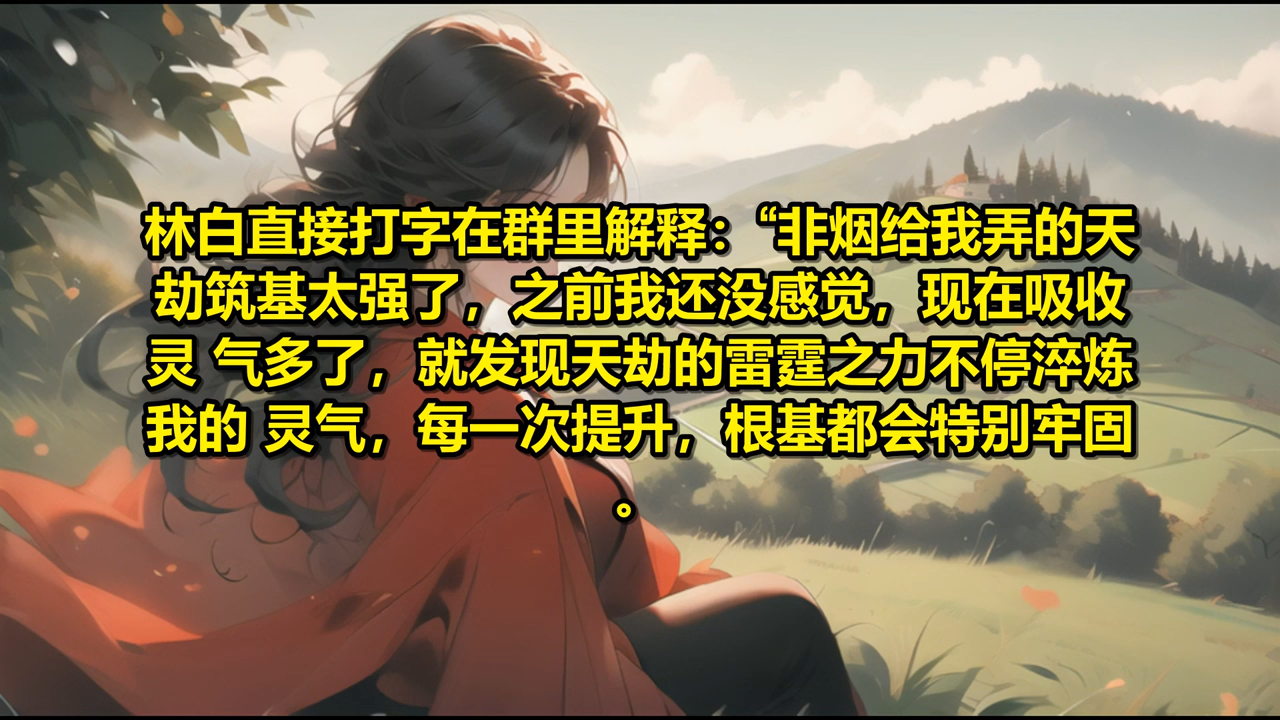 林白直接打字在群里解释：“非烟给我弄的天
劫筑基太强了，之前我还没感觉，现在吸收
灵 气多了，就发现天劫的雷霆之力不停淬炼
我的 灵气，每一次提升，根基都会特别牢固
。